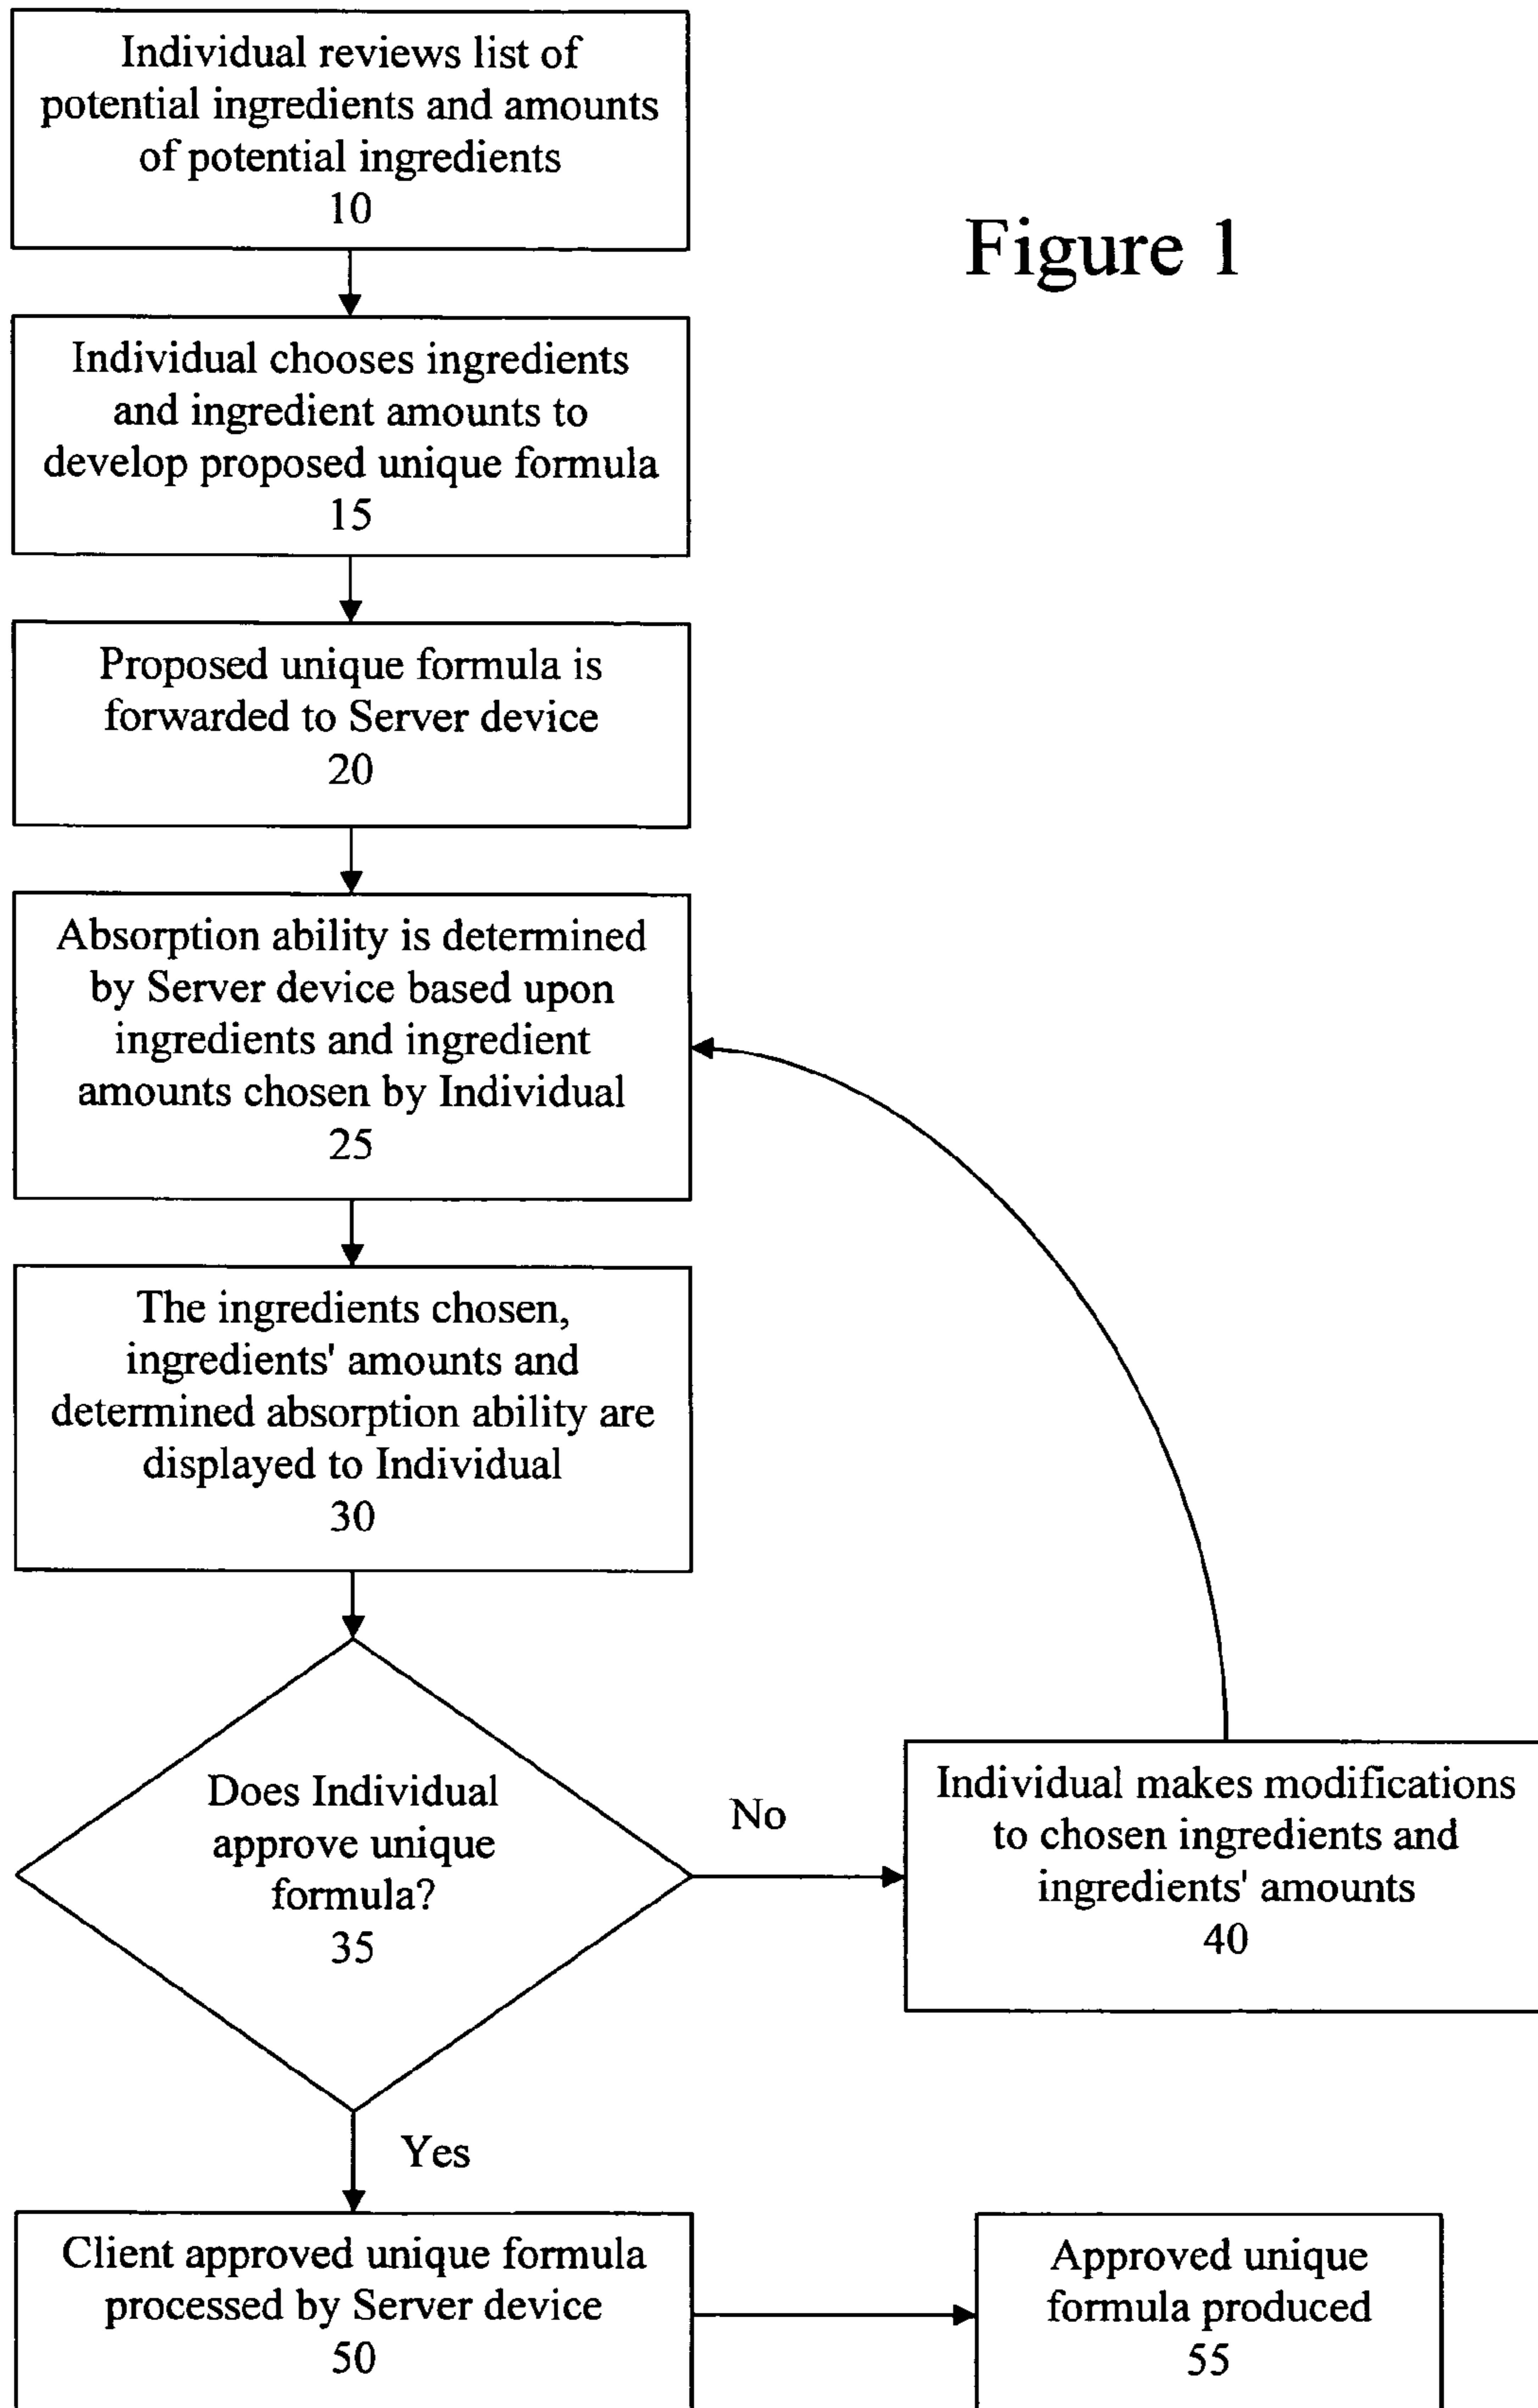 Individual reviews list of
potential ingredients and amounts
of potential ingredients
10
Figure 1
Individual chooses ingredients
and ingredient amounts to
develop proposed unique formula
15
Proposed unique formula is
forwarded to Server device
20
Absorption ability is determined
by Server device based upon
ingredients and ingredient
amounts chosen by Individual
25
The ingredients chosen,
ingredients' amounts and
determined absorption ability are
displayed to Individual
30
Does Individual
approve unique
formula?
35
No
Individual makes modifications
to chosen ingredients and
ingredients' amounts
40
Yes
Client approved unique formula
processed by Server device
50
Approved unique
formula produced
55